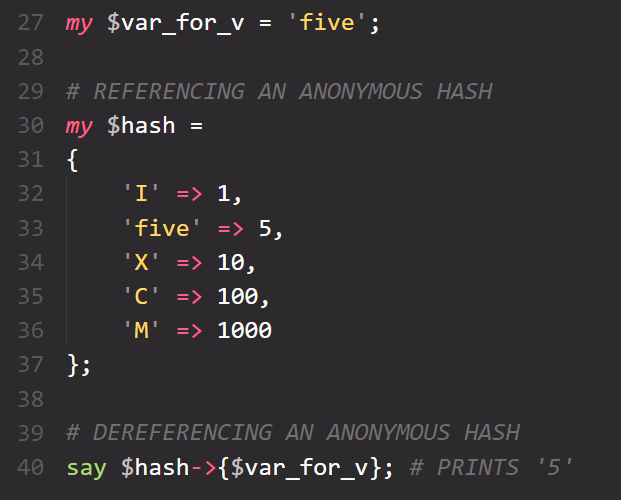 27 my $var_for_v = 'five';
28
29 # REFERENCING AN ANONYMOUS HASH
30 my $hash =
31 {
32     'I' => 1,
33     'five' => 5,
34     'X' => 10,
35     'C' => 100,
36     'M' => 1000
37 };
38
39 # DEREFERENCING AN ANONYMOUS HASH
40 say $hash->{$var_for_v}; # PRINTS '5'